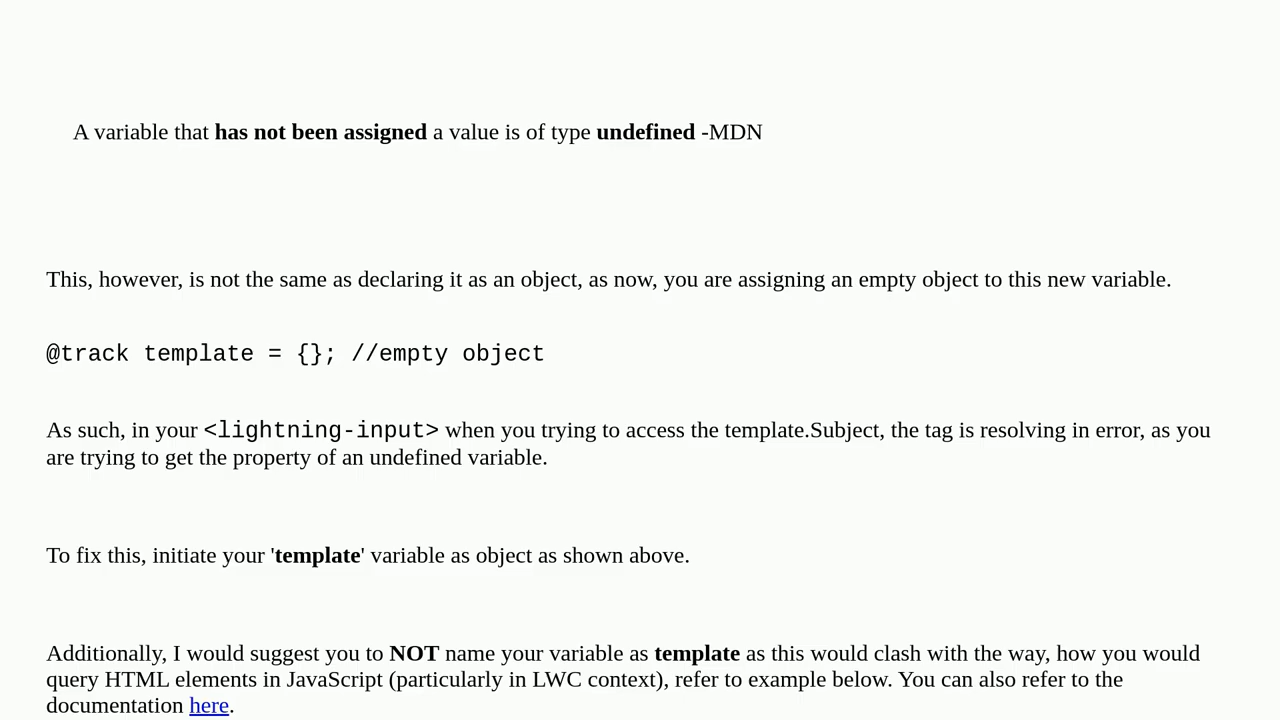 A variable that has not been assigned a value is of type undefined -MDN
This, however, is not the same as declaring it as an object, as now, you are assigning an empty object to this new variable.
@track template = {}; //empty object
As such, in your <lightning-input> when you trying to access the template.Subject, the tag is resolving in error, as you
are trying to get the property of an undefined variable.
To fix this, initiate your 'template' variable as object as shown above.
Additionally, I would suggest you to NOT name your variable as template as this would clash with the way, how you would
query HTML elements in JavaScript (particularly in LWC context), refer to example below. You can also refer to the
documentation here.